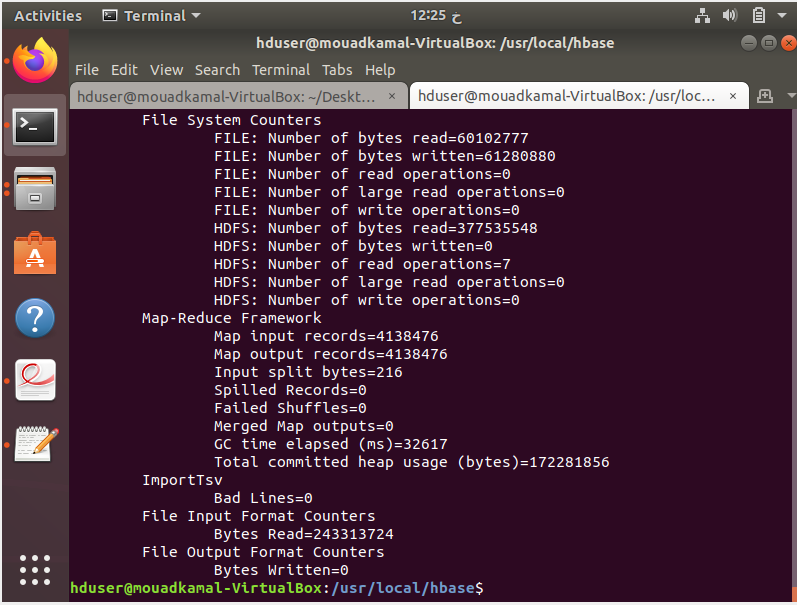 Activities Terminal 12:25 خ
hduser@mouadkamal-VirtualBox: /usr/local/hbase
File Edit View Search Terminal Tabs Help
hduser@mouadkamal-VirtualBox: ~/Deskt... × hduser@mouadkamal-VirtualBox: /usr/loc... ×
File System Counters
FILE: Number of bytes read=60102777
FILE: Number of bytes written=61280880
FILE: Number of read operations=0
FILE: Number of large read operations=0
FILE: Number of write operations=0
HDFS: Number of bytes read=377535548
HDFS: Number of bytes written=0
HDFS: Number of read operations=7
HDFS: Number of large read operations=0
HDFS: Number of write operations=0
Map-Reduce Framework
Map input records=4138476
Map output records=4138476
Input split bytes=216
Spilled Records=0
Failed Shuffles=0
Merged Map outputs=0
GC time elapsed (ms)=32617
Total committed heap usage (bytes)=172281856
ImportTsv
Bad Lines=0
File Input Format Counters
Bytes Read=243313724
File Output Format Counters
Bytes Written=0
hduser@mouadkamal-VirtualBox:/usr/local/hbase$